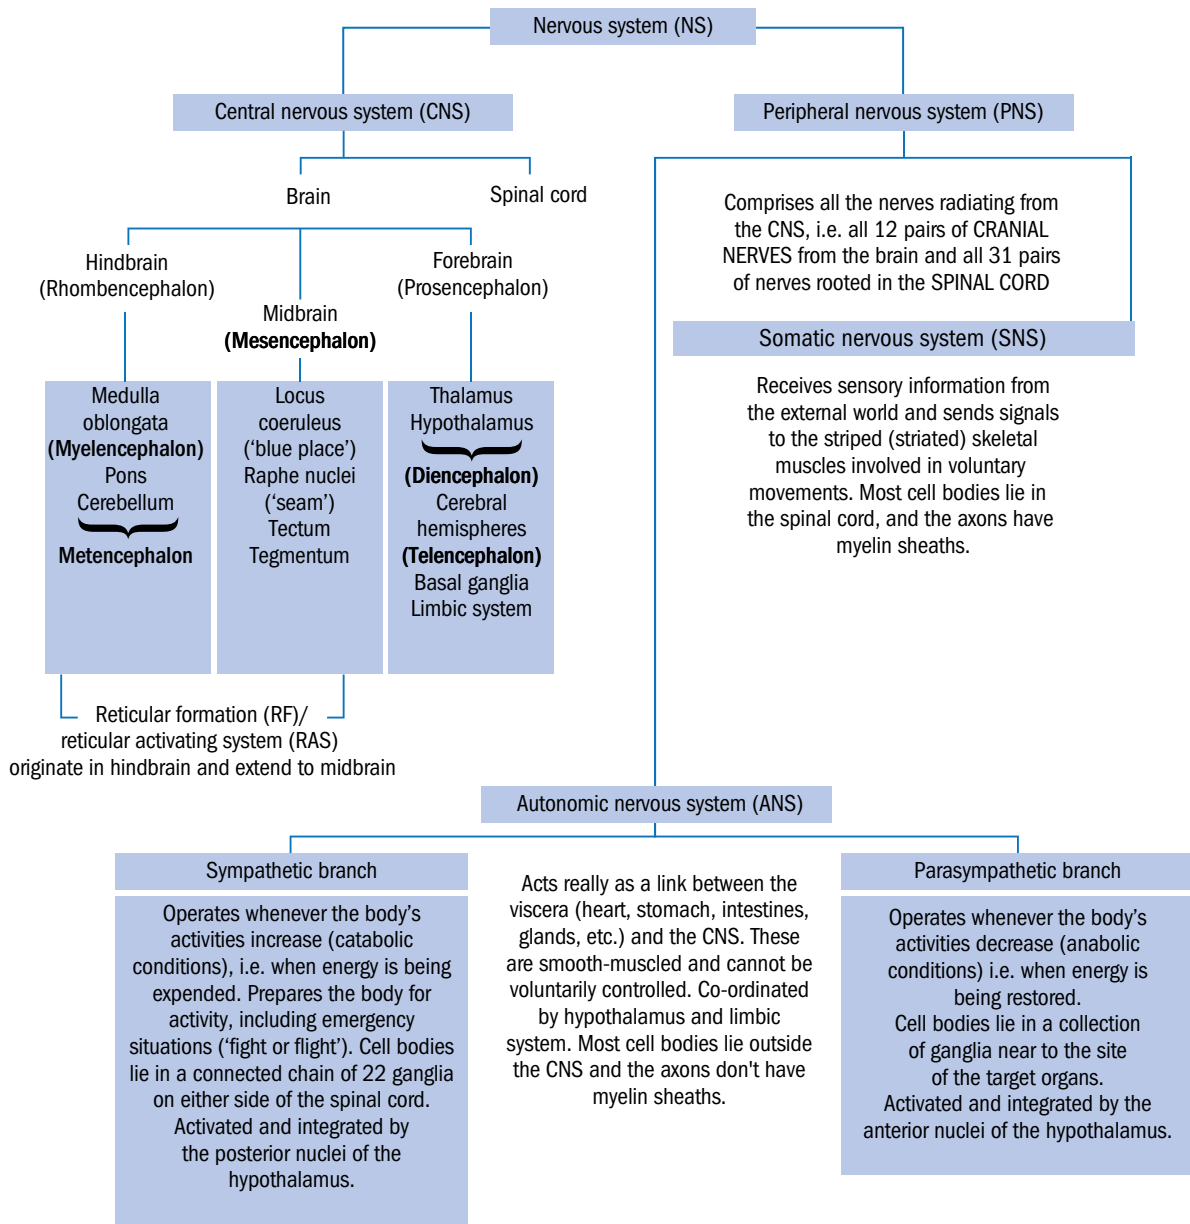 Nervous system (NS)
Central nervous system (CNS)
Peripheral nervous system (PNS)
Brain
Spinal cord
Hindbrain
(Rhombencephalon)
Midbrain
(Mesencephalon)
Forebrain
(Prosencephalon)
Medulla
oblongata
(Myelencephalon)
Pons
Cerebellum
Metencephalon
Locus
coeruleus
(‘blue place’)
Raphe nuclei
(‘seam’)
Tectum
Tegmentum
Thalamus
Hypothalamus
(Diencephalon)
Cerebral
hemispheres
(Telencephalon)
Basal ganglia
Limbic system
Reticular formation (RF)/
reticular activating system (RAS)
originate in hindbrain and extend to midbrain
Comprises all the nerves radiating from
the CNS, i.e. all 12 pairs of CRANIAL
NERVES from the brain and all 31 pairs
of nerves rooted in the SPINAL CORD
Somatic nervous system (SNS)
Receives sensory information from
the external world and sends signals
to the striped (striated) skeletal
muscles involved in voluntary
movements. Most cell bodies lie in
the spinal cord, and the axons have
myelin sheaths.
Autonomic nervous system (ANS)
Sympathetic branch
Operates whenever the body’s
activities increase (catabolic
conditions), i.e. when energy is being
expended. Prepares the body for
activity, including emergency
situations (‘fight or flight’). Cell bodies
lie in a connected chain of 22 ganglia
on either side of the spinal cord.
Activated and integrated by
the posterior nuclei of the
hypothalamus.
Acts really as a link between the
viscera (heart, stomach, intestines,
glands, etc.) and the CNS. These
are smooth-muscled and cannot be
voluntarily controlled. Co-ordinated
by hypothalamus and limbic
system. Most cell bodies lie outside
the CNS and the axons don't have
myelin sheaths.
Parasympathetic branch
Operates whenever the body’s
activities decrease (anabolic
conditions) i.e. when energy is
being restored.
Cell bodies lie in a collection
of ganglia near to the site
of the target organs.
Activated and integrated by the
anterior nuclei of the hypothalamus.